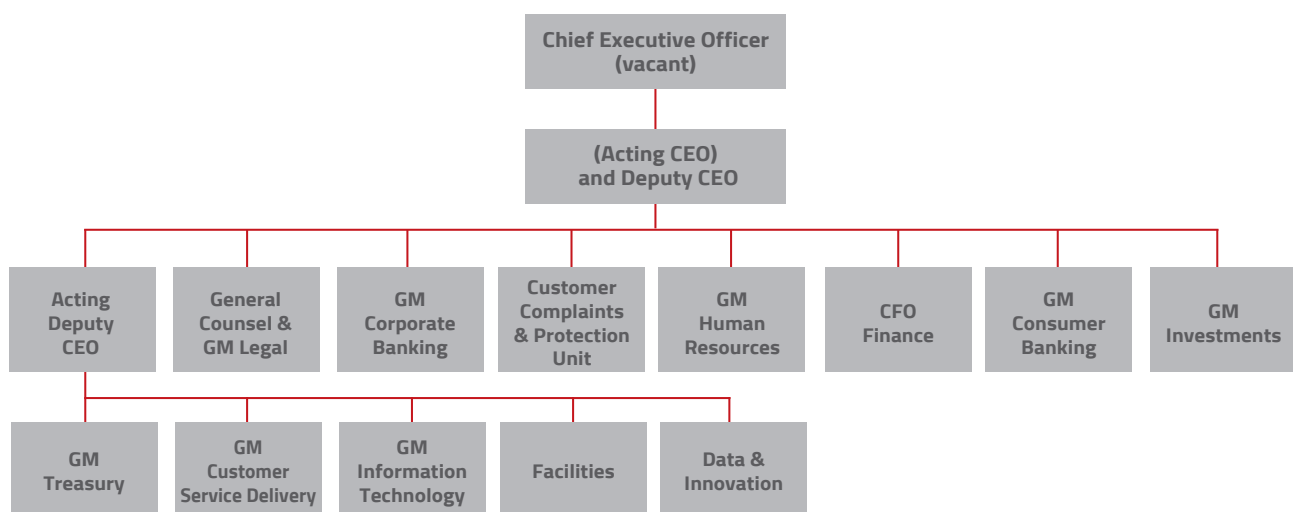 Chief Executive Officer
(vacant)
(Acting CEO)
and Deputy CEO
Acting
Deputy
CEO
General
Counsel &
GM Legal
GM
Corporate
Banking
Customer
Complaints
& Protection
Unit
GM
Human
Resources
CFO
Finance
GM
Consumer
Banking
GM
Investments
GM
Treasury
GM
Customer
Service Delivery
GM
Information
Technology
Facilities
Data &
Innovation